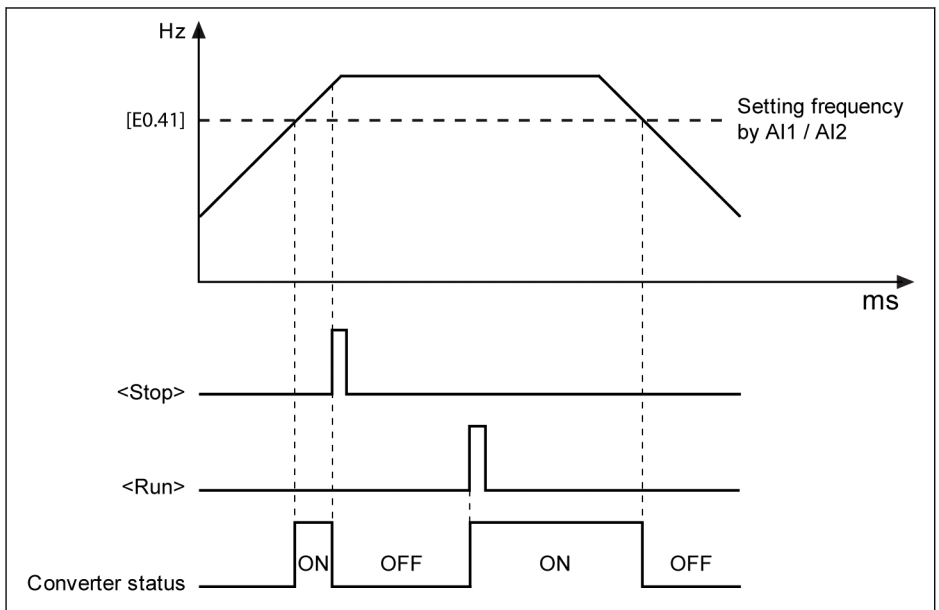 Hz
[E0.41]
Setting frequency
by AI1 / AI2
ms
<Stop>
<Run>
ON
OFF
ON
OFF
Converter status